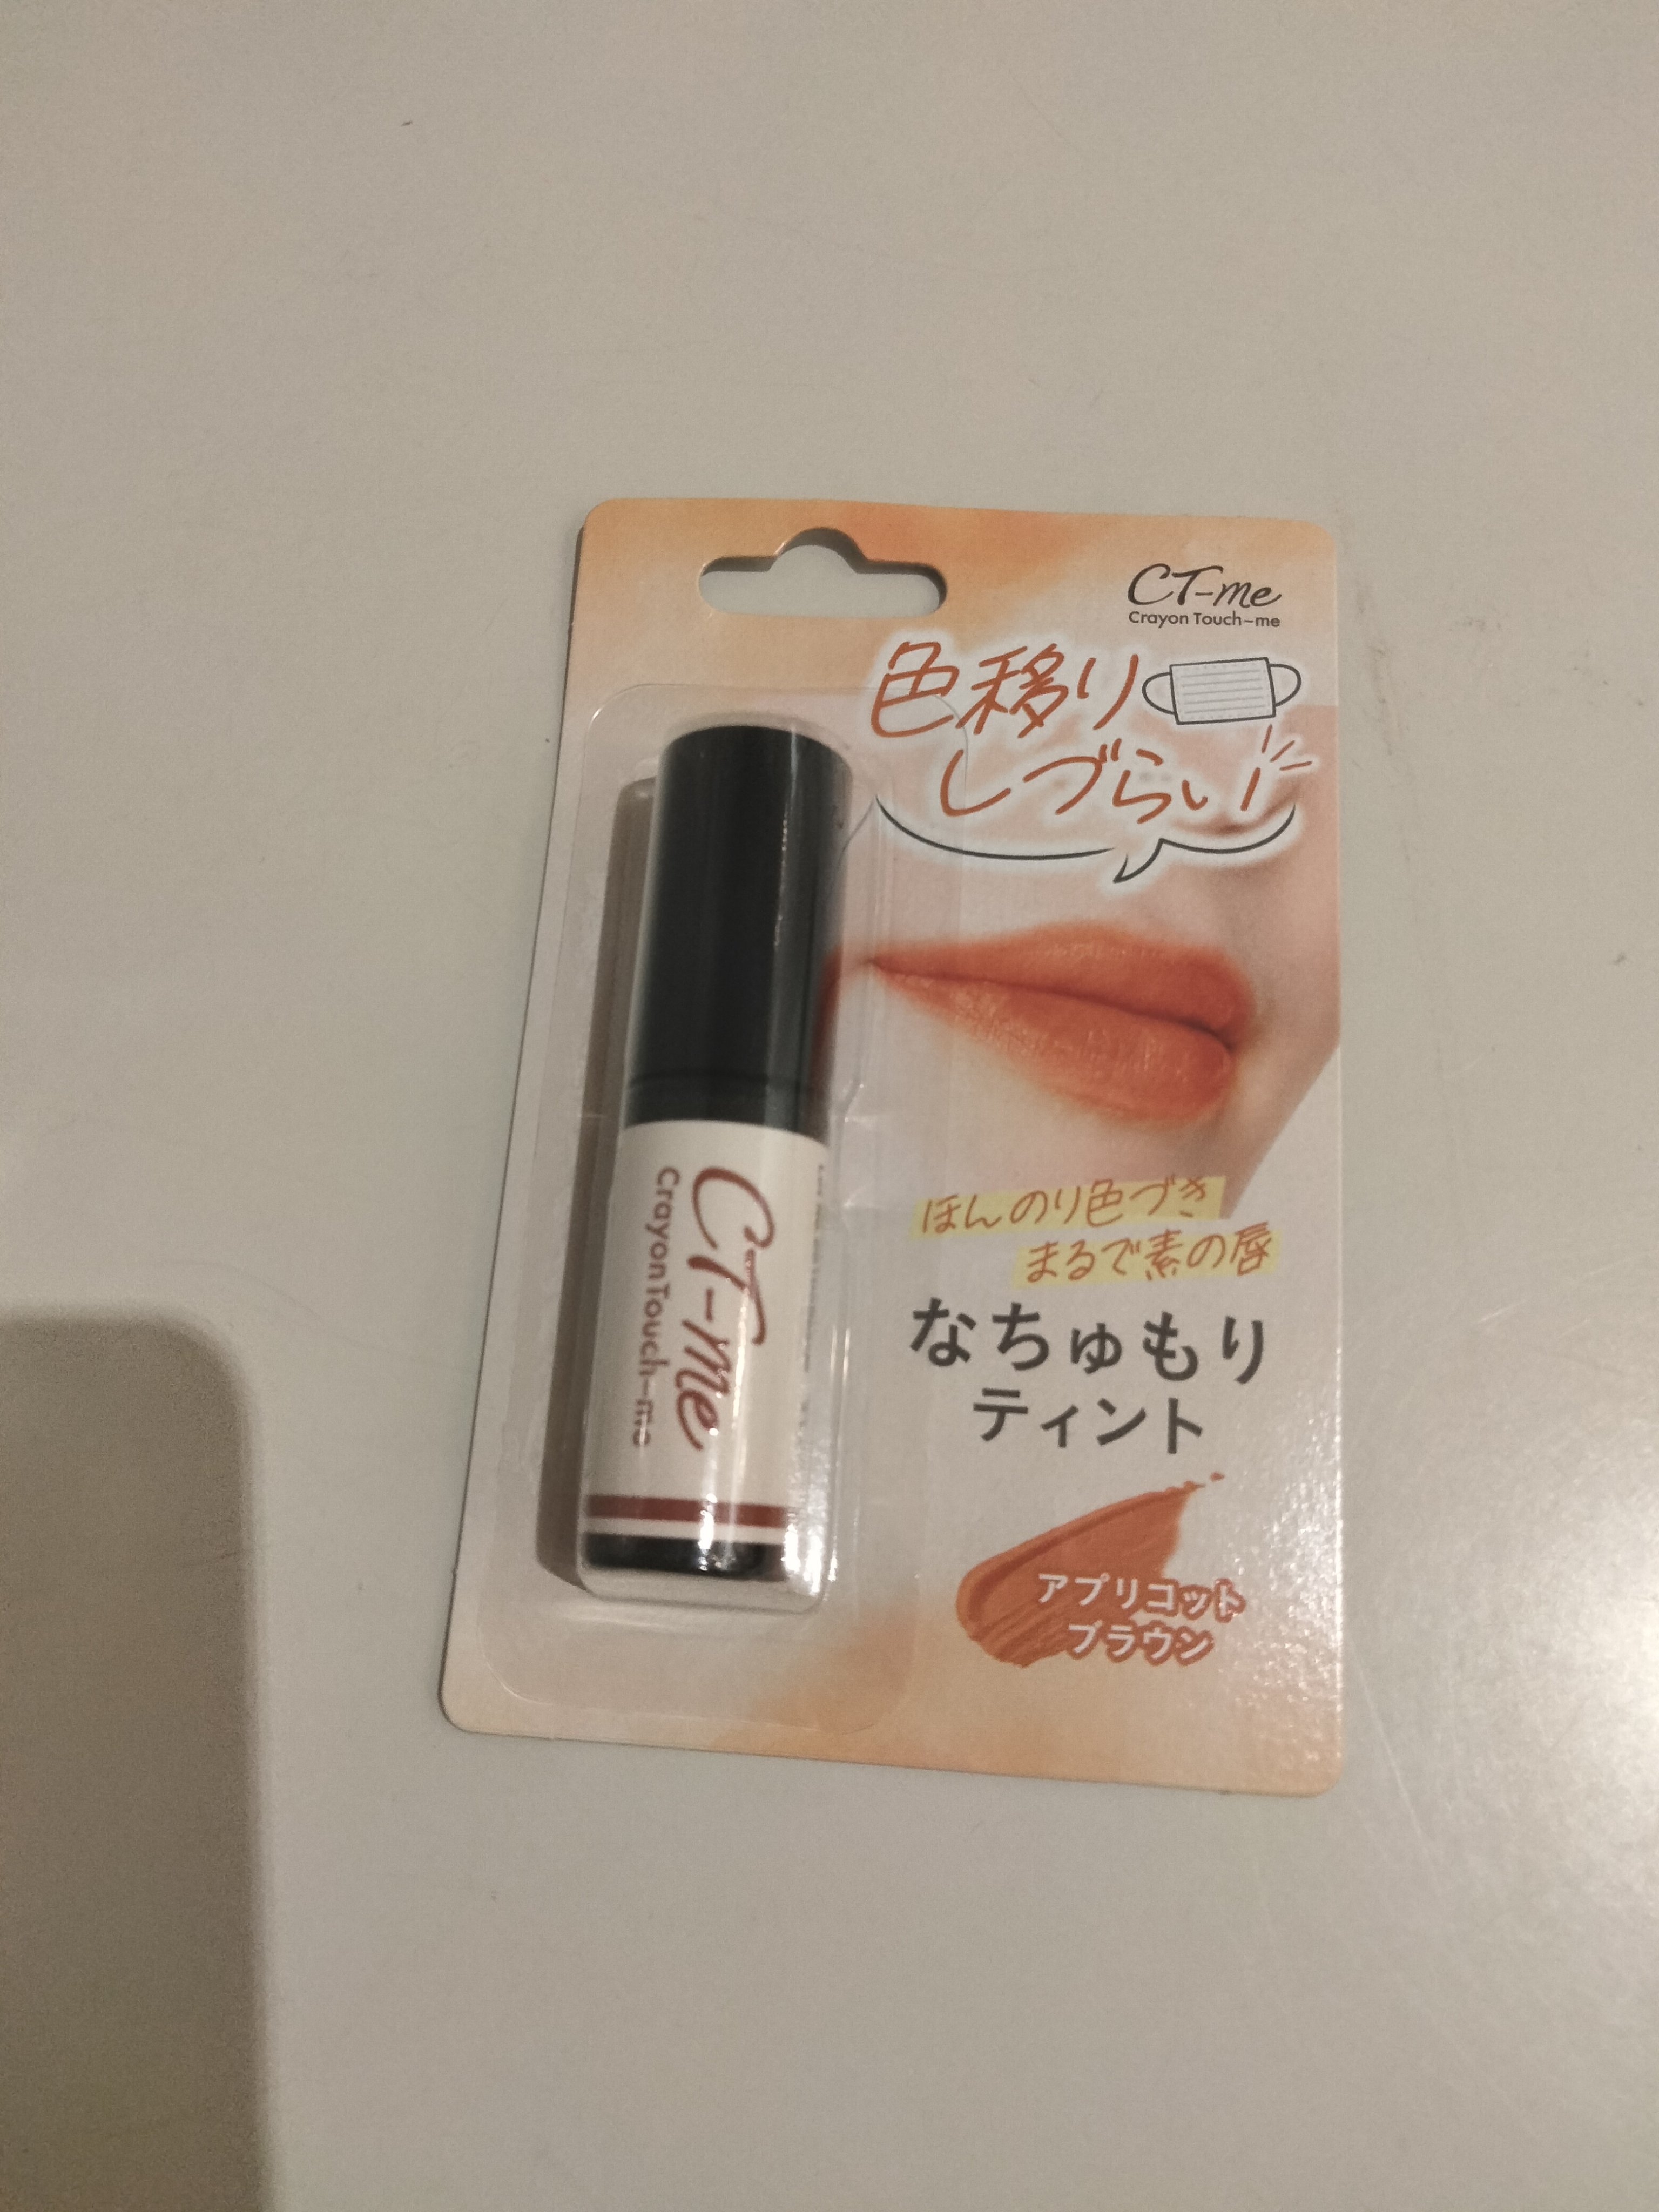 CT-me
Crayon Touch-me
色移り
しづらい
ほんのり色づき
まるで素の唇
なちゅもり
ティント
アプリコット
ブラウン
CT-me
Crayon Touch-me